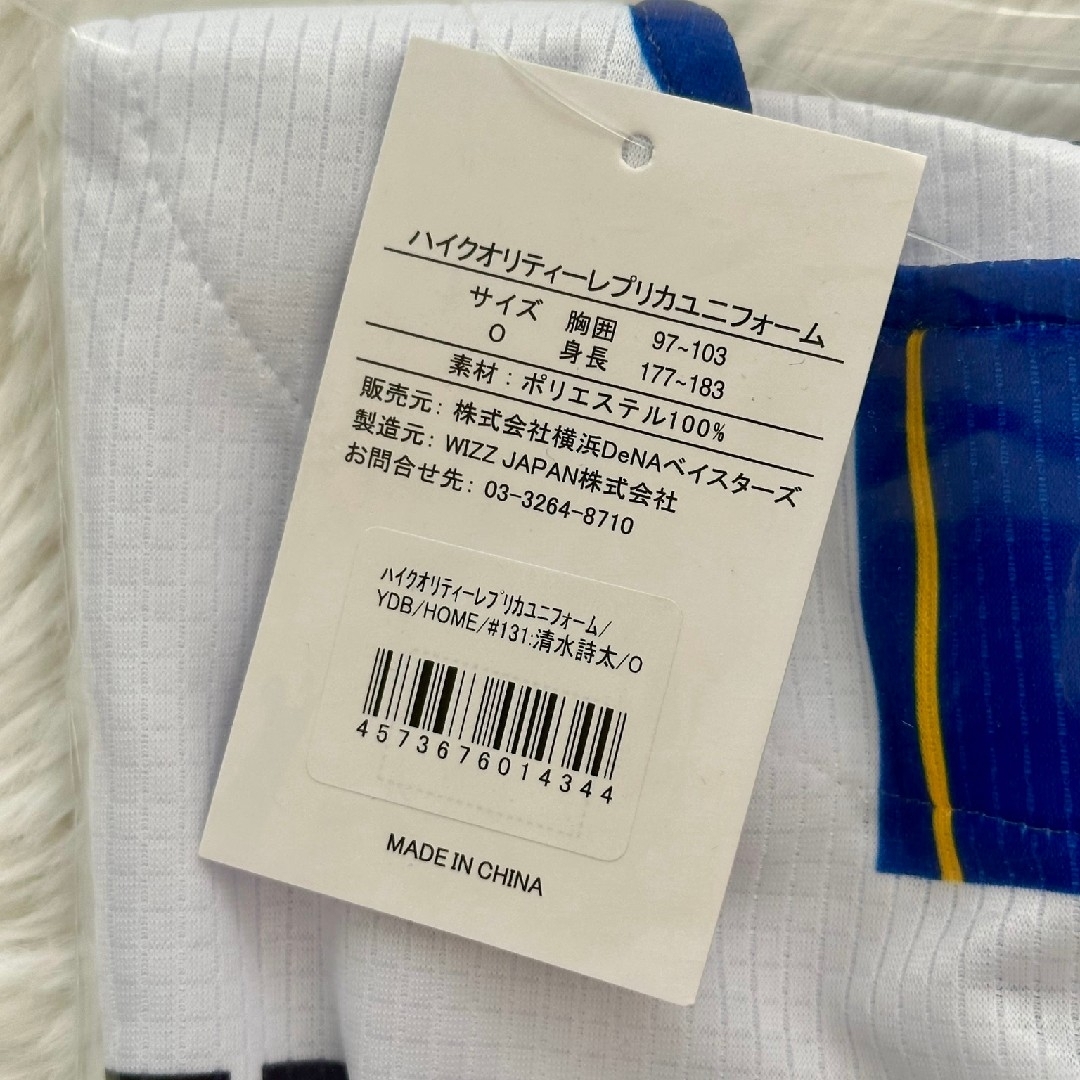 ハイクオリティーレプリカユニフォーム
サイズ 胸囲 97~103
O 身長 177~183
素材：ポリエステル100%
販売元：株式会社横浜DeNAベイスターズ
製造元：WIZZ JAPAN株式会社
お問合せ先：03-3264-8710
ﾊｲｸｵﾘﾃｨｰﾚﾌﾟﾘｶﾕﾆﾌｫｰﾑ/
YDB/HOME/#131:清水詩太/O
4573676014344
MADE IN CHINA